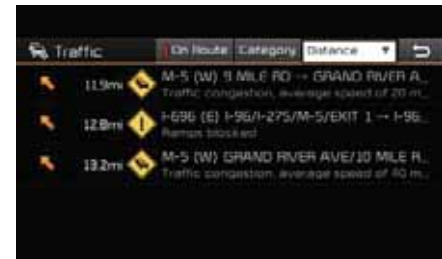 Traffic
On Route Category Distance
11.9mi M-5 (W) 9 MILE RD → GRAND RIVER A...
Traffic congestion, average speed of 20 m...
12.8mi I-696 (E) I-96/I-275/M-5/EXIT 1 → I-96...
Ramps blocked
13.2mi M-5 (W) GRAND RIVER AVE/10 MILE R...
Traffic congestion, average speed of 40 m...